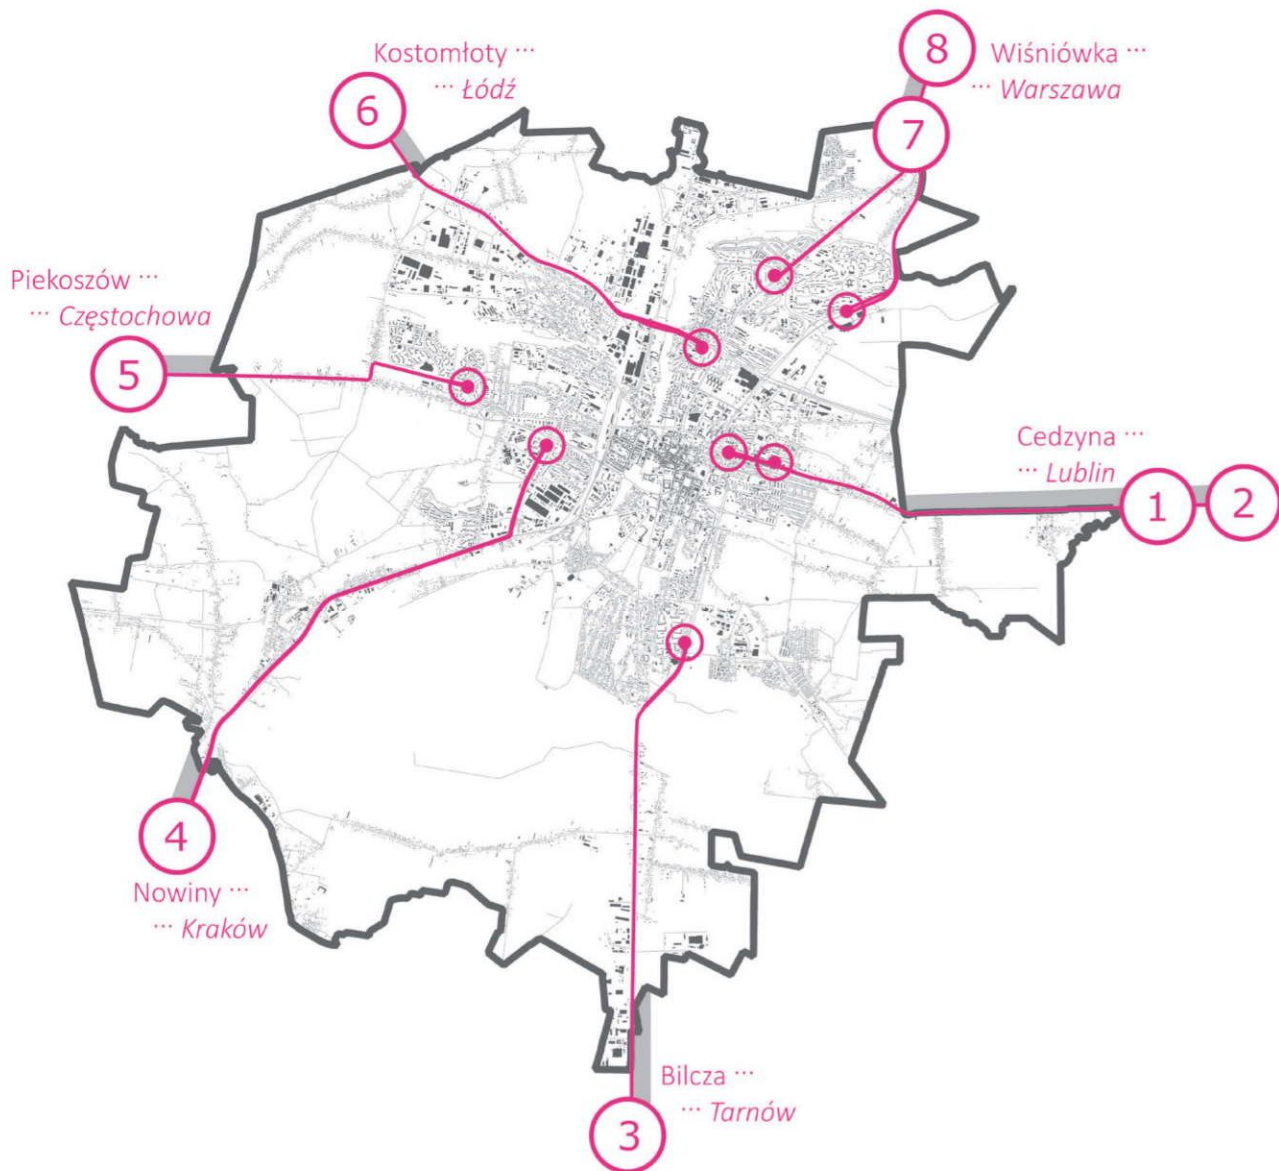 Kostomłoty ...
... Łódź
6
8
Wiśniówka ...
... Warszawa
7
Piekoszów ...
... Częstochowa
5
Cedzyna ...
... Lublin
1
2
4
Nowiny ...
... Kraków
Bilcza ...
... Tarnów
3